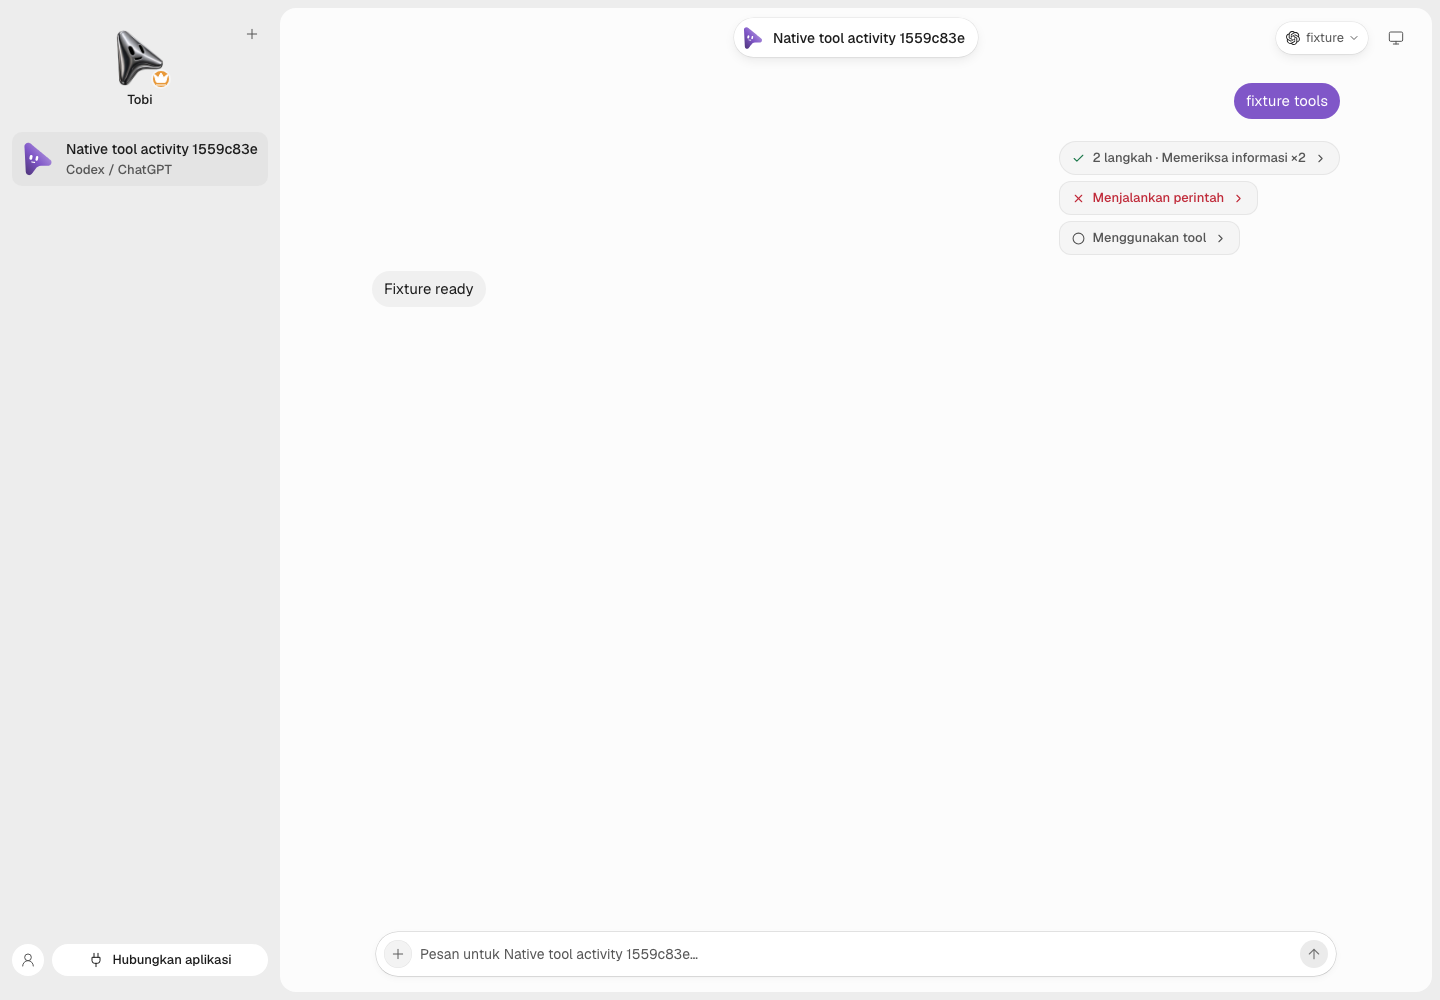 Tobi
Native tool activity 1559c83e
Codex / ChatGPT
Hubungkan aplikasi
Native tool activity 1559c83e
fixture
fixture tools
2 langkah · Memeriksa informasi ×2
Menjalankan perintah
Menggunakan tool
Fixture ready
Pesan untuk Native tool activity 1559c83e…